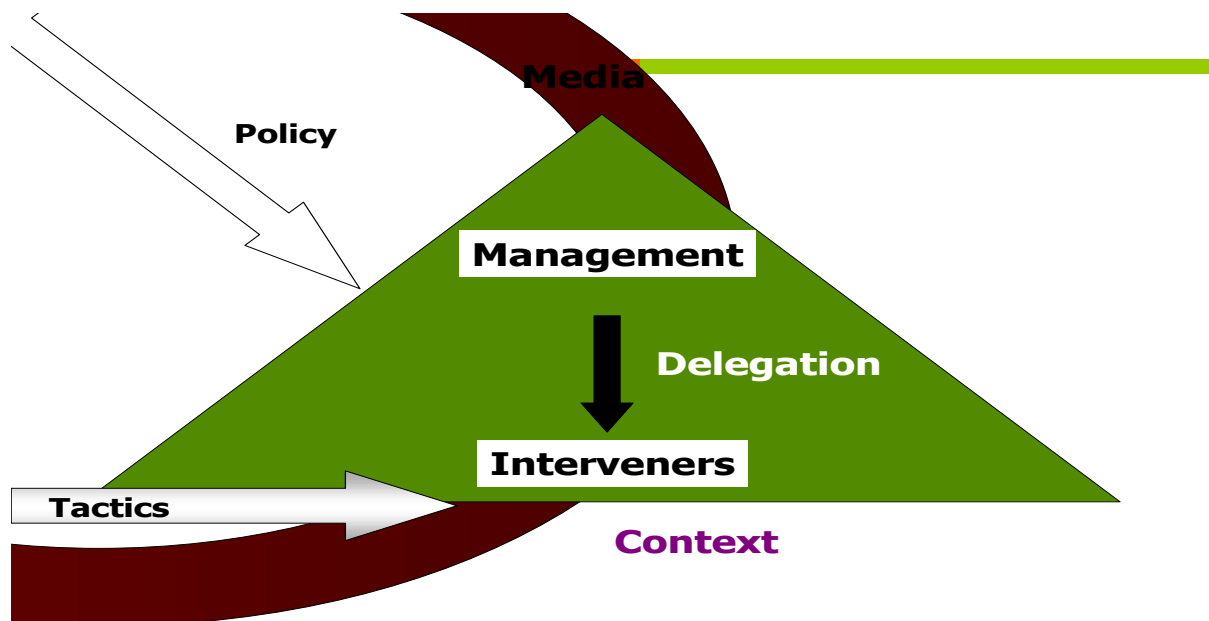 Media
Policy
Management
Delegation
Interveners
Tactics
Context